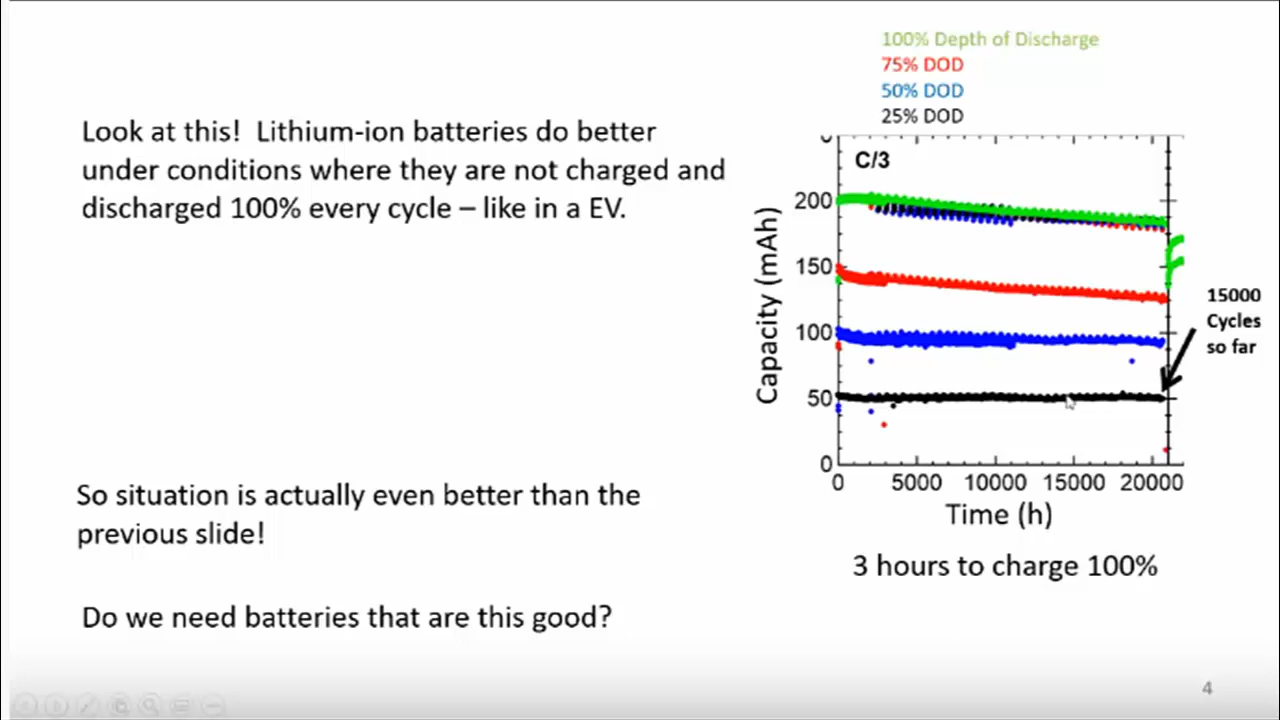 100% Depth of Discharge
75% DOD
50% DOD
25% DOD
Look at this! Lithium-ion batteries do better
under conditions where they are not charged and
discharged 100% every cycle – like in a EV.
So situation is actually even better than the
previous slide!
Do we need batteries that are this good?
C/3
Capacity (mAh)
200
150
100
50
0
0 5000 10000 15000 20000
Time (h)
15000
Cycles
so far
3 hours to charge 100%
4